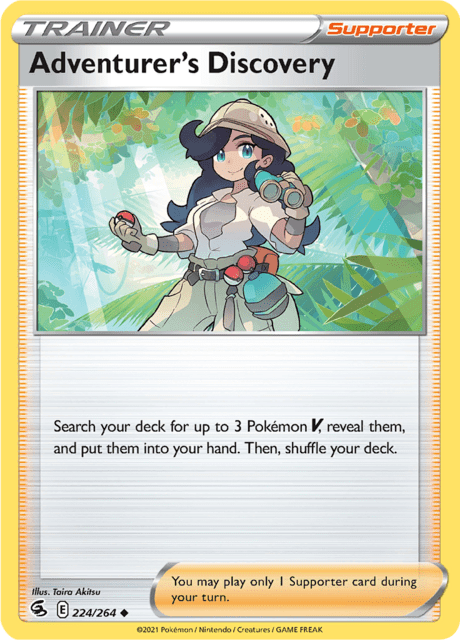 TRAINER Supporter
Adventurer's Discovery
Search your deck for up to 3 Pokémon V, reveal them,
and put them into your hand. Then, shuffle your deck.
Illus. Taira Akitsu
You may play only 1 Supporter card during
your turn.
E 224/264
©2021 Pokémon / Nintendo / Creatures / GAME FREAK